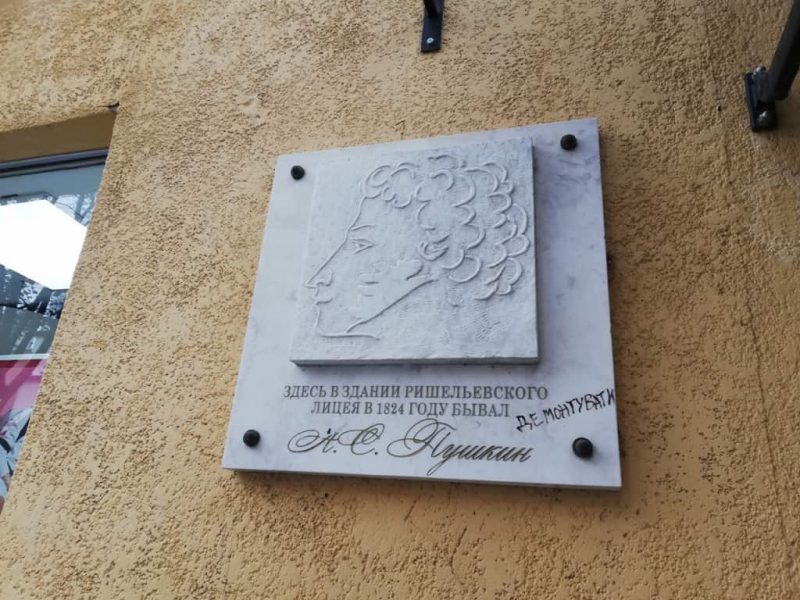 ЗДЕСЬ В ЗДАНИИ РИШЕЛЬЕВСКОГО
ЛИЦЕЯ В 1824 ГОДУ БЫВАЛ
А. С. Пушкин
ДЕМОНТУВАТИ